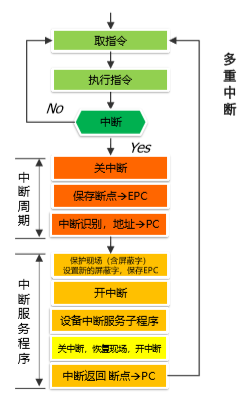 取指令
执行指令
No
中断
Yes
多重中断
中断周期
关中断
保存断点→EPC
中断识别，地址→PC
中断服务程序
保护现场（含屏蔽字）
设置新的屏蔽字，保存EPC
开中断
设备中断服务子程序
关中断，恢复现场，开中断
中断返回 断点→PC